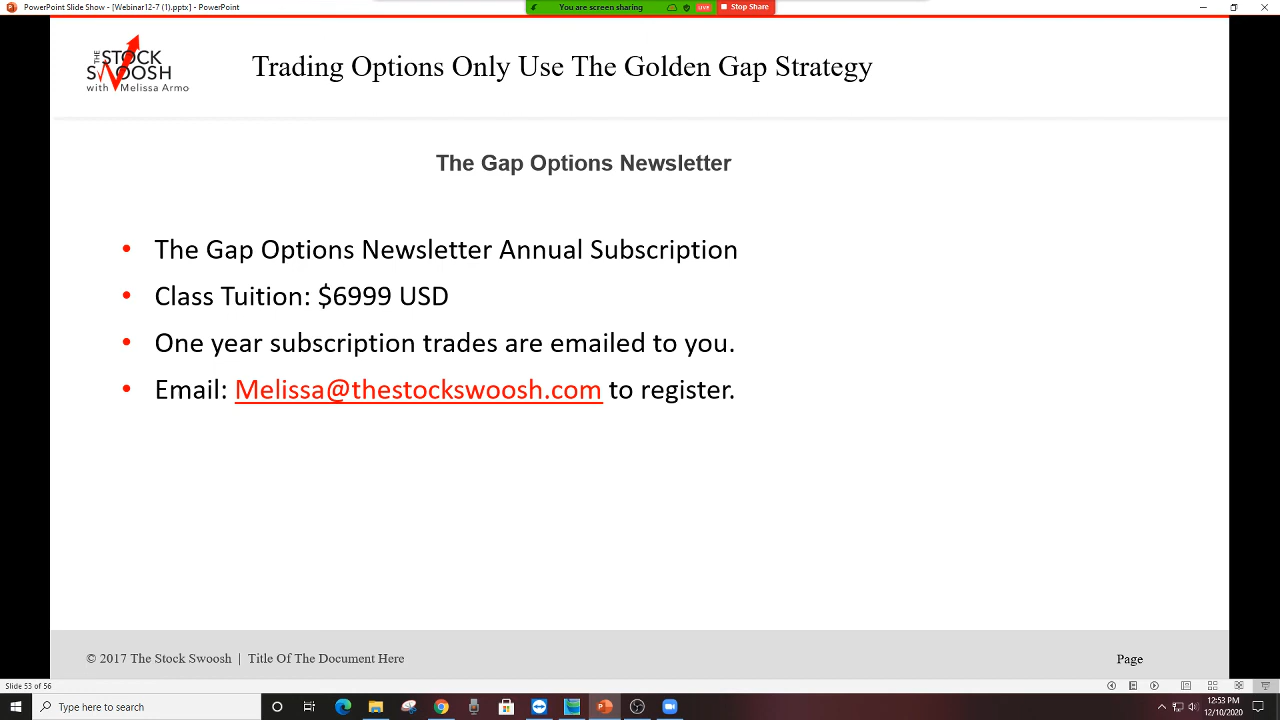 PowerPoint Slide Show - [Webinar12-7 (1).pptx] - PowerPoint
You are screen sharing
LIVE
Stop Share
THE STOCK
SWOOSH
with Melissa Armo
Trading Options Only Use The Golden Gap Strategy
The Gap Options Newsletter
• The Gap Options Newsletter Annual Subscription
• Class Tuition: $6999 USD
• One year subscription trades are emailed to you.
• Email: Melissa@thestockswoosh.com to register.
© 2017 The Stock Swoosh | Title Of The Document Here
Page
Slide 53 of 56
Type here to search
12:53 PM
12/10/2020